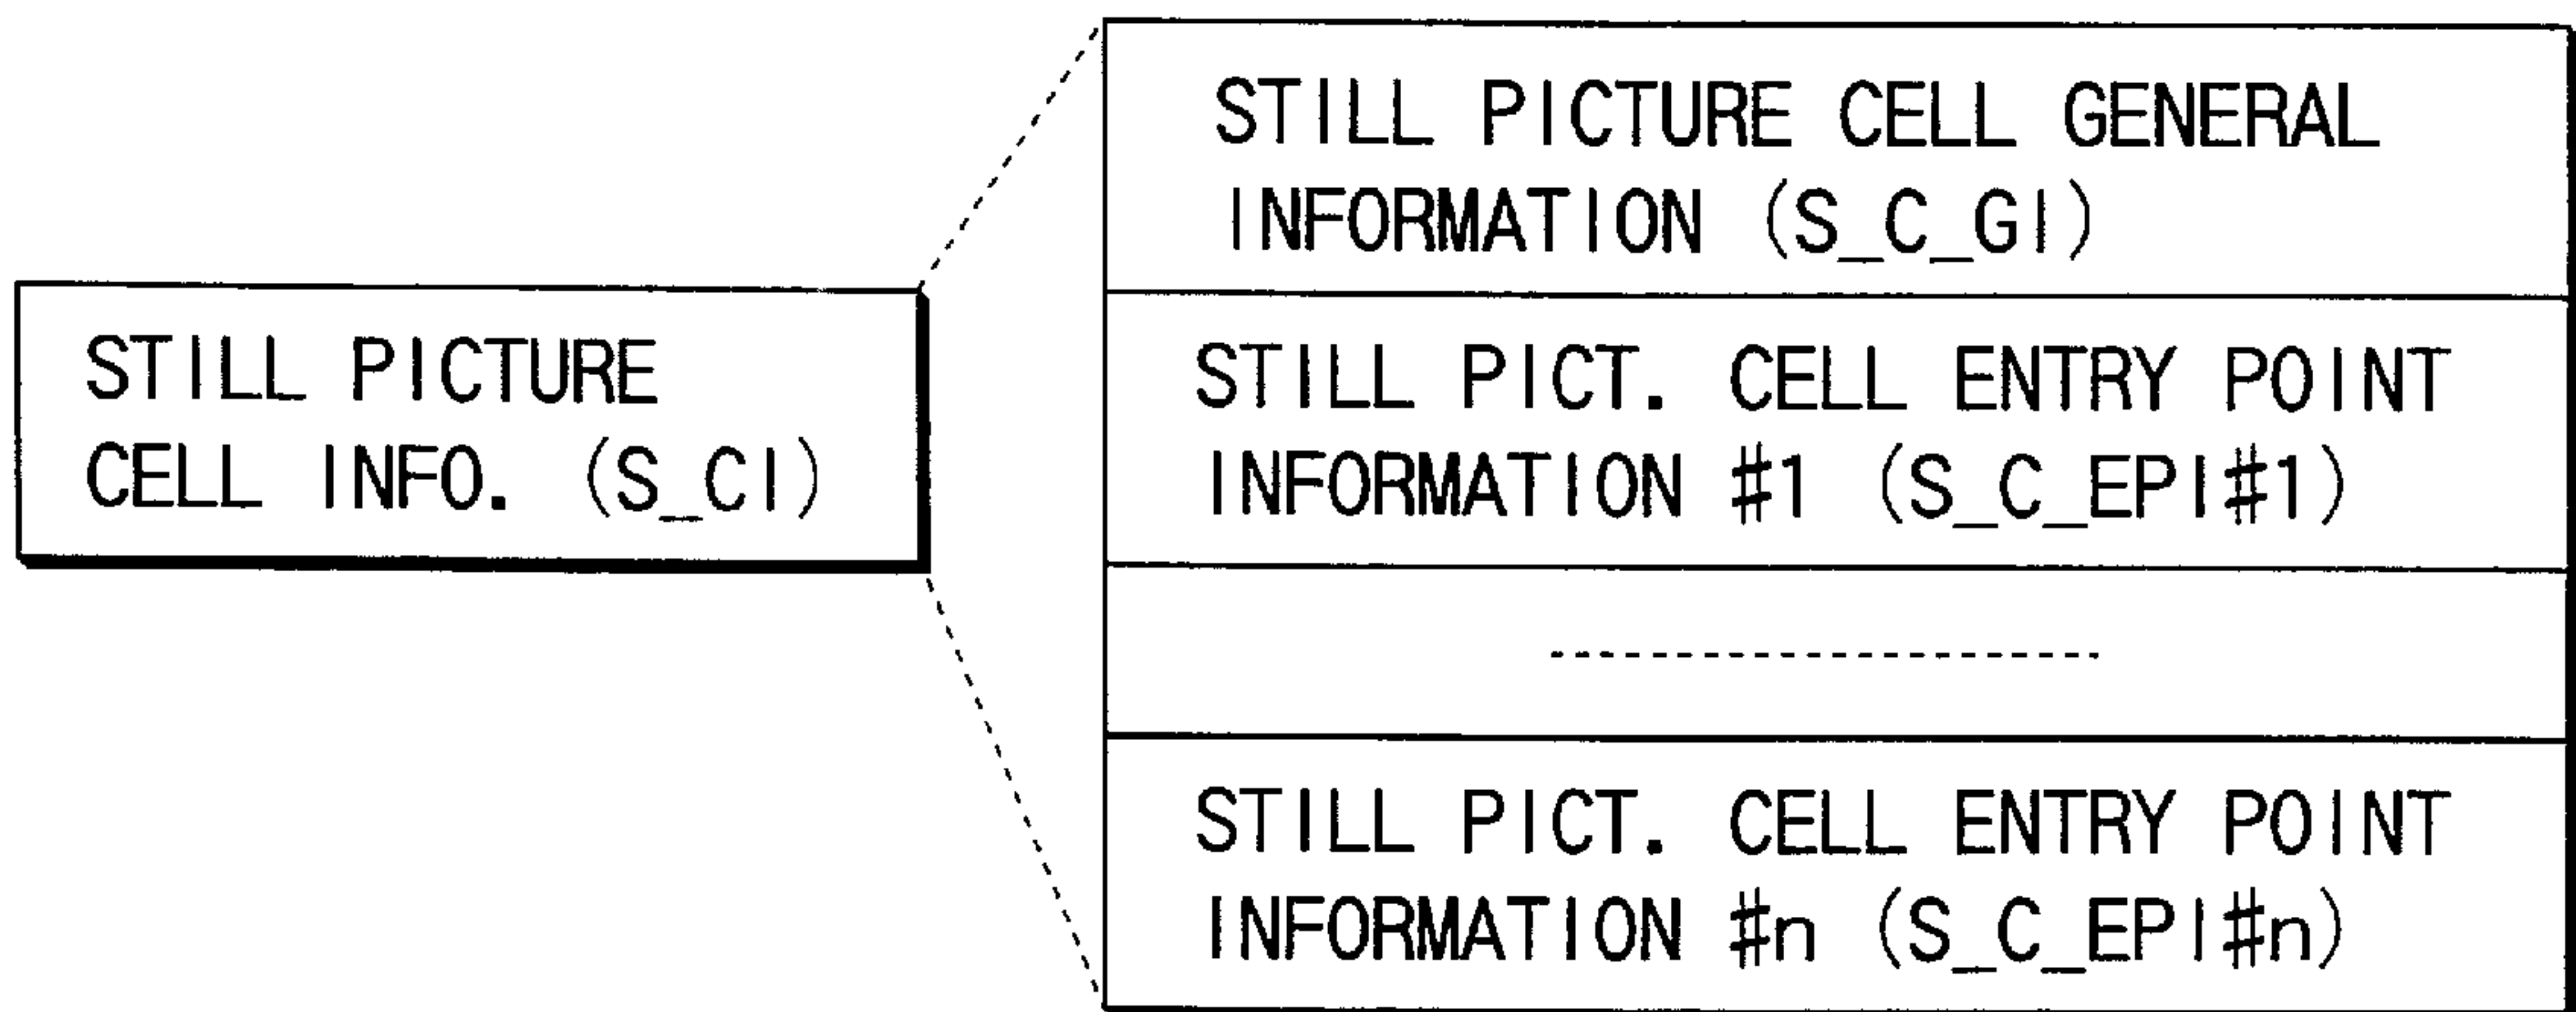 STILL PICTURE
CELL INFO. (S_CI)
STILL PICTURE CELL GENERAL
INFORMATION (S_C_GI)
STILL PICT. CELL ENTRY POINT
INFORMATION #1 (S_C_EPI#1)
STILL PICT. CELL ENTRY POINT
INFORMATION #n (S_C_EPI#n)